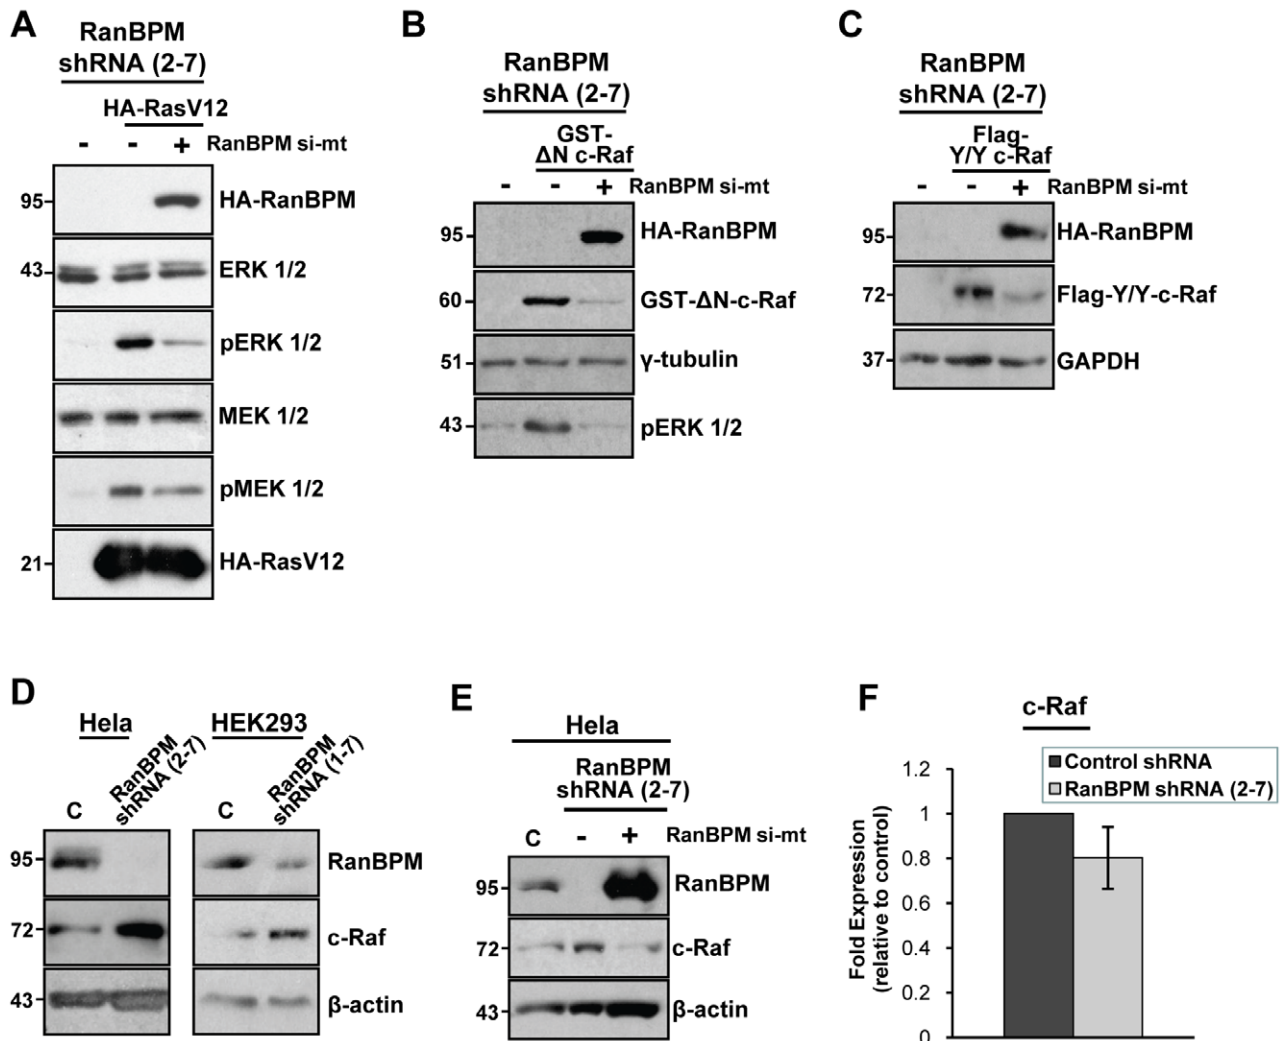 A
RanBPM
shRNA (2-7)
HA-RasV12
- - + RanBPM si-mt
95 HA-RanBPM
43 ERK 1/2
pERK 1/2
MEK 1/2
pMEK 1/2
21 HA-RasV12
B
RanBPM
shRNA (2-7)
GST-
ΔN c-Raf
- - + RanBPM si-mt
95 HA-RanBPM
60 GST-ΔN-c-Raf
51 γ-tubulin
43 pERK 1/2
C
RanBPM
shRNA (2-7)
Flag-
Y/Y c-Raf
- - + RanBPM si-mt
95 HA-RanBPM
72 Flag-Y/Y-c-Raf
37 GAPDH
D
Hela HEK293
C RanBPM
shRNA (2-7)
C RanBPM
shRNA (1-7)
95 RanBPM
72 c-Raf
43 β-actin
E
Hela
RanBPM
shRNA (2-7)
C - + RanBPM si-mt
95 RanBPM
72 c-Raf
43 β-actin
F
c-Raf
Control shRNA
RanBPM shRNA (2-7)
Fold Expression
(relative to control)
1.2
1
0.8
0.6
0.4
0.2
0